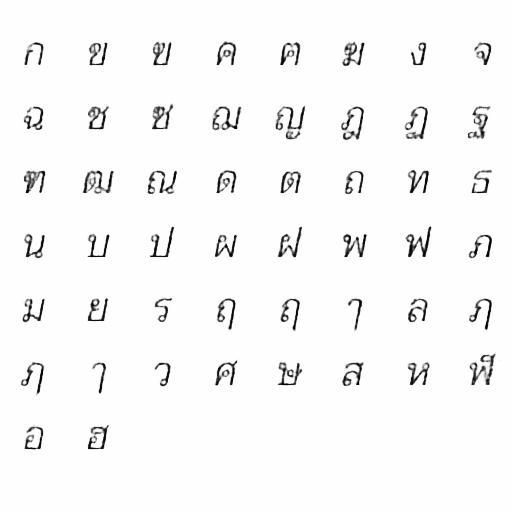 ก ข ฃ ค ฅ ฆ ง จ
ฉ ช ซ ฌ ญ ฎ ฏ ฐ
ฑ ฒ ณ ด ต ถ ท ธ
น บ ป ผ ฝ พ ฟ ภ
ม ย ร ฤ ฤ ๅ ล ฦ
ฦ ๅ ว ศ ษ ส ห ฬ
อ ฮ